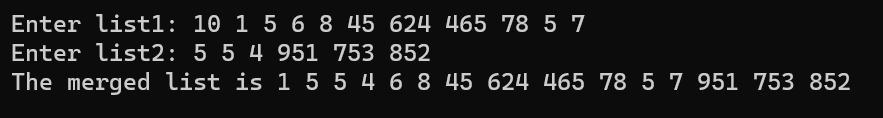 Enter list1: 10 1 5 6 8 45 624 465 78 5 7
Enter list2: 5 5 4 951 753 852
The merged list is 1 5 5 4 6 8 45 624 465 78 5 7 951 753 852